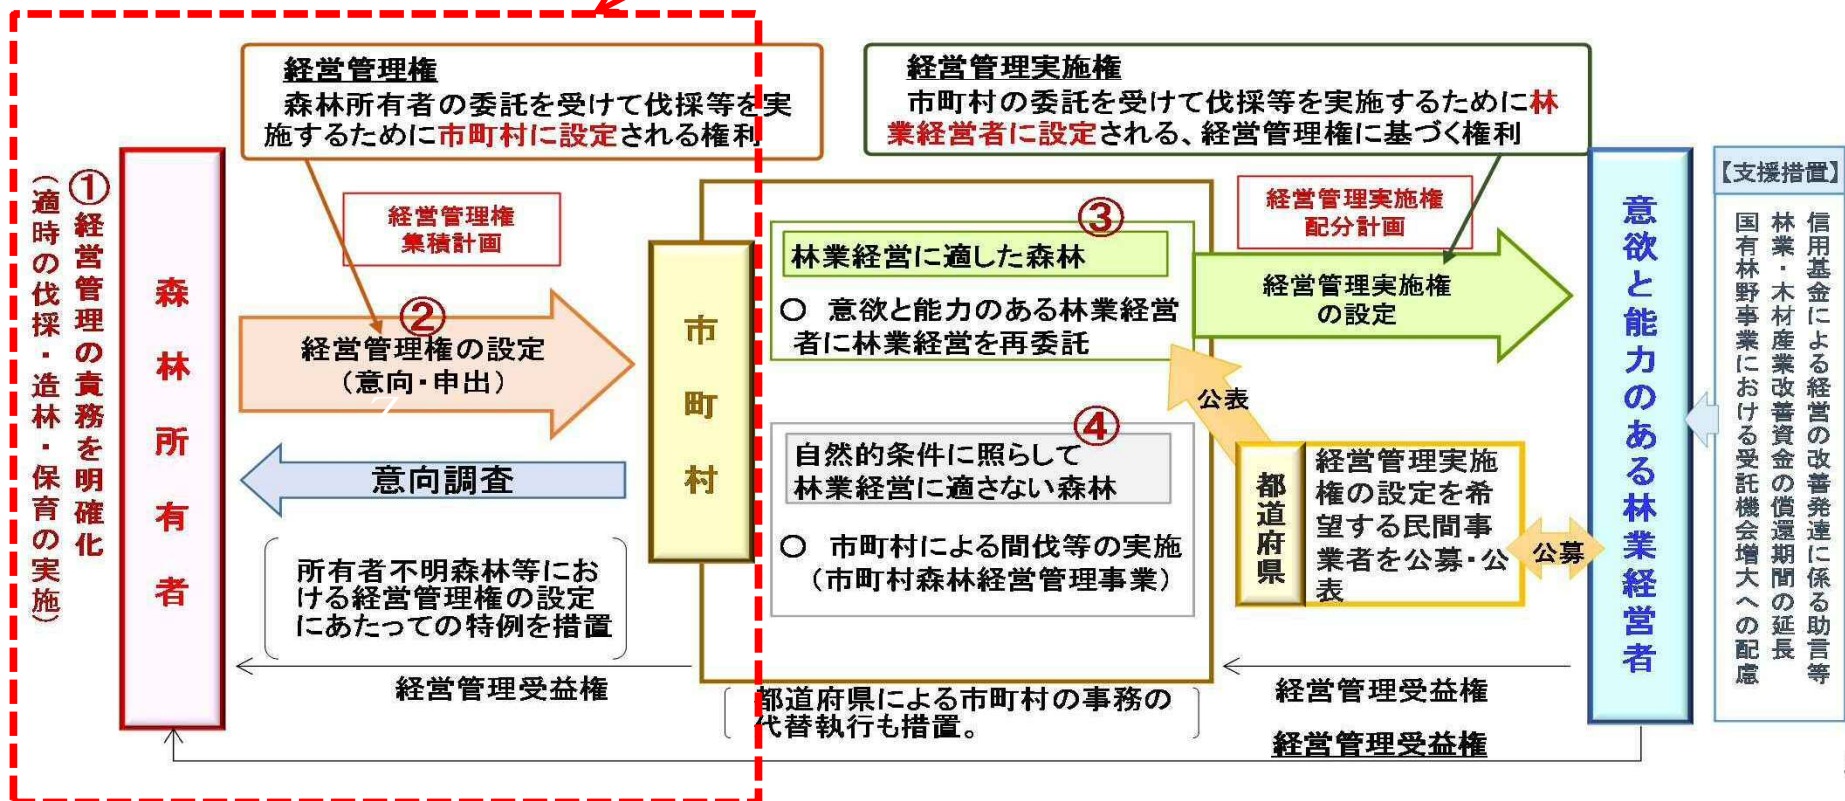 経営管理権
森林所有者の委託を受けて伐採等を実
施するために市町村に設定される権利
経営管理実施権
市町村の委託を受けて伐採等を実施するために林
業経営者に設定される、経営管理権に基づく権利
①経営管理の責務を明確化
（適時の伐採・造林・保育の実施）
森林所有者
経営管理権
集積計画
②
経営管理権の設定
（意向・申出）
意向調査
所有者不明森林等にお
ける経営管理権の設定
にあたっての特例を措置
経営管理受益権
市町村
③
林業経営に適した森林
〇 意欲と能力のある林業経営
者に林業経営を再委託
④
自然的条件に照らして
林業経営に適さない森林
〇 市町村による間伐等の実施
（市町村森林経営管理事業）
都道府県による市町村の事務の
代替執行も措置。
経営管理実施権
配分計画
経営管理実施権
の設定
公表
都道府県
経営管理実施
権の設定を希
望する民間事
業者を公募・公
表
公募
経営管理受益権
経営管理受益権
意欲と能力のある林業経営者
【支援措置】
信用基金による経営の改善発達に係る助言等
林業・木材産業改善資金の償還期間の延長
国有林野事業における受託機会増大への配慮